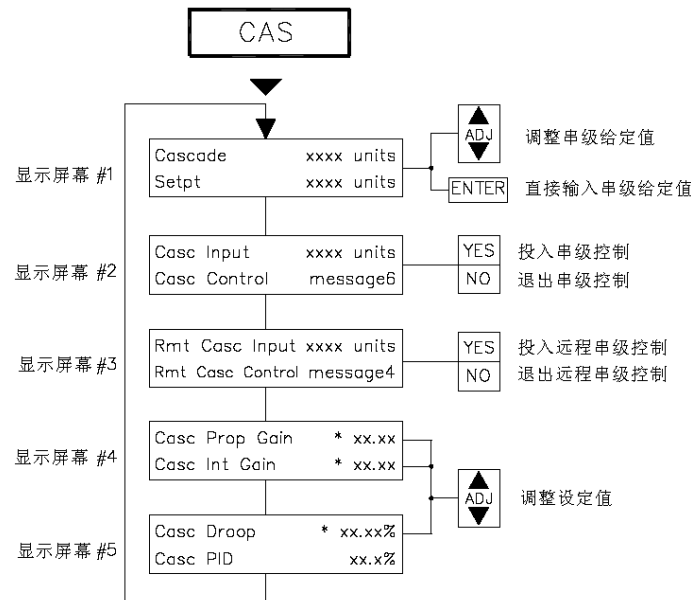 CAS
显示屏幕 #1
Cascade xxxx units
Setpt xxxx units
ADJ
调整串级给定值
ENTER
直接输入串级给定值
显示屏幕 #2
Casc Input xxxx units
Casc Control message6
YES
投入串级控制
NO
退出串级控制
显示屏幕 #3
Rmt Casc Input xxxx units
Rmt Casc Control message4
YES
投入远程串级控制
NO
退出远程串级控制
显示屏幕 #4
Casc Prop Gain * xx.xx
Casc Int Gain * xx.xx
ADJ
调整设定值
显示屏幕 #5
Casc Droop * xx.xx%
Casc PID xx.x%